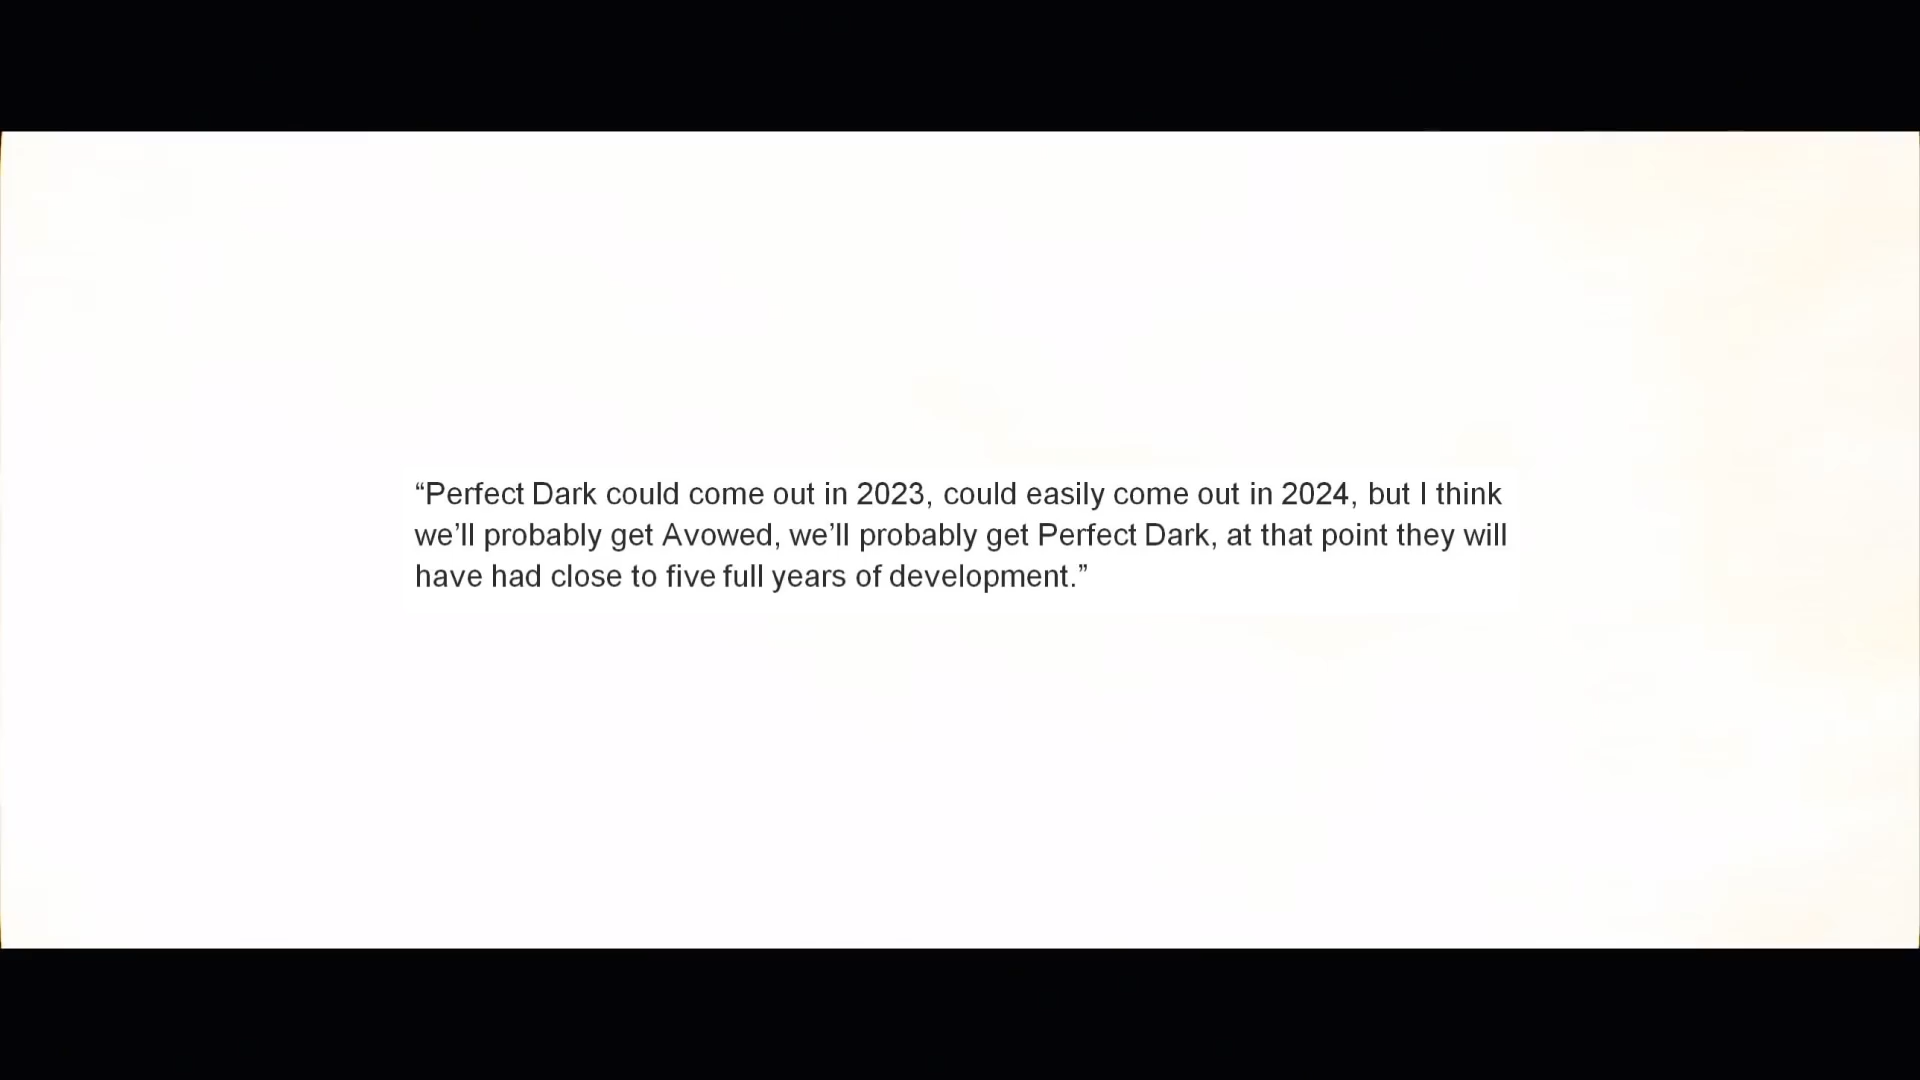 “Perfect Dark could come out in 2023, could easily come out in 2024, but I think
we’ll probably get Avowed, we’ll probably get Perfect Dark, at that point they will
have had close to five full years of development.”